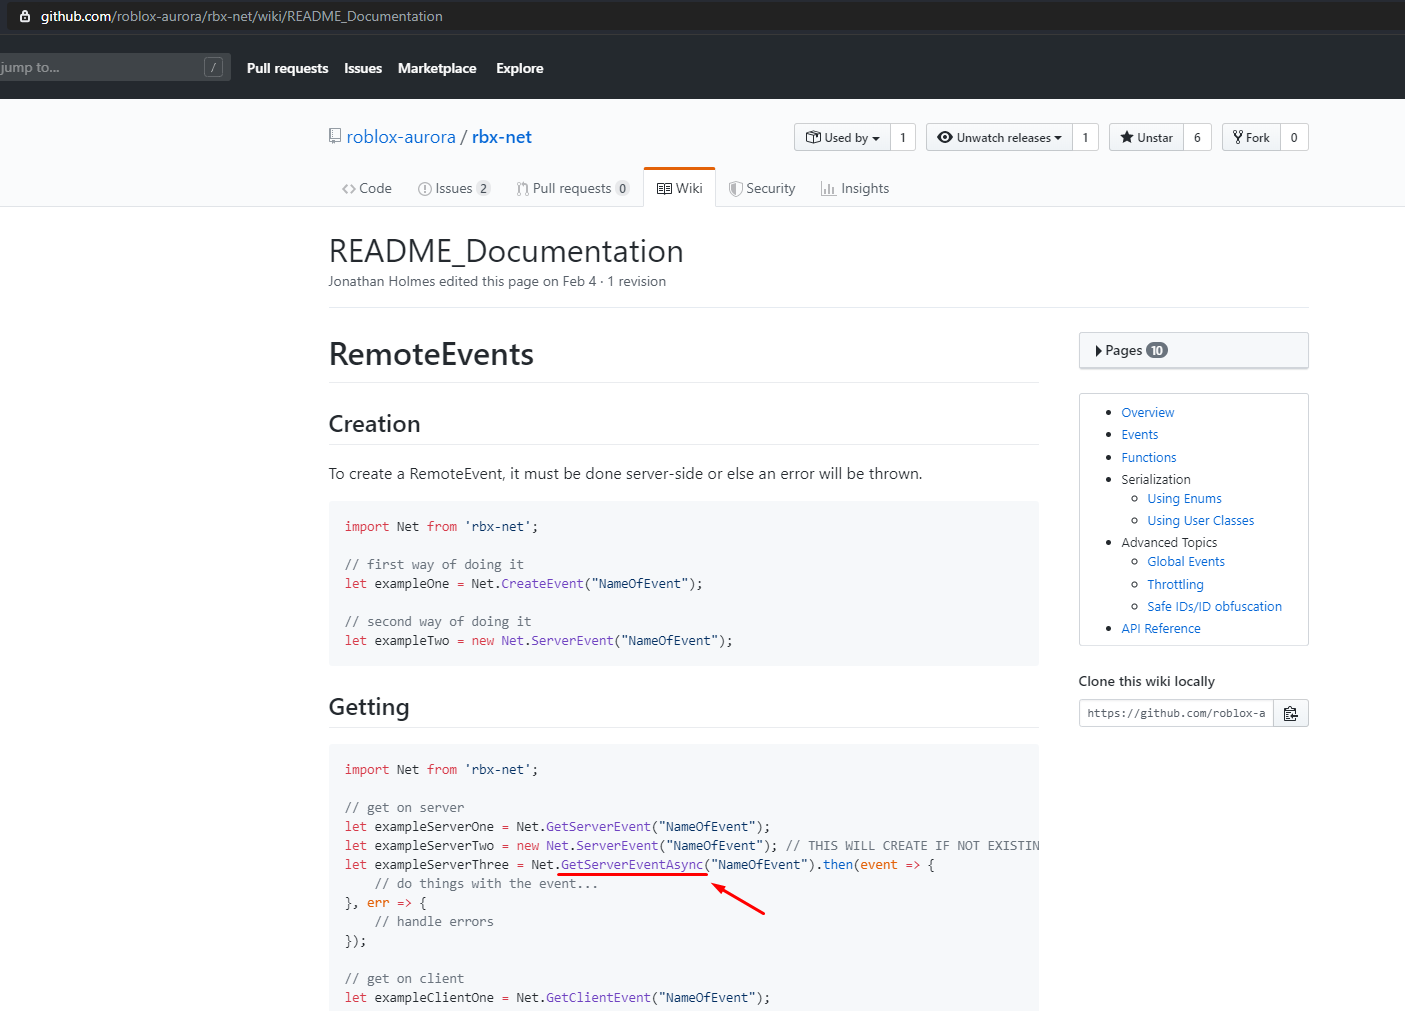 github.com/roblox-aurora/rbx-net/wiki/README_Documentation
jump to... /
Pull requests Issues Marketplace Explore
roblox-aurora / rbx-net
Used by 1 Unwatch releases 1 Unstar 6 Fork 0
Code Issues 2 Pull requests 0 Wiki Security Insights
README_Documentation
Jonathan Holmes edited this page on Feb 4 · 1 revision
RemoteEvents
Creation
To create a RemoteEvent, it must be done server-side or else an error will be thrown.
import Net from 'rbx-net';
// first way of doing it
let exampleOne = Net.CreateEvent("NameOfEvent");
// second way of doing it
let exampleTwo = new Net.ServerEvent("NameOfEvent");
Getting
import Net from 'rbx-net';
// get on server
let exampleServerOne = Net.GetServerEvent("NameOfEvent");
let exampleServerTwo = new Net.ServerEvent("NameOfEvent"); // THIS WILL CREATE IF NOT EXISTIN
let exampleServerThree = Net.GetServerEventAsync("NameOfEvent").then(event => {
// do things with the event...
}, err => {
// handle errors
});
// get on client
let exampleClientOne = Net.GetClientEvent("NameOfEvent");
Pages 10
Overview
Events
Functions
Serialization
Using Enums
Using User Classes
Advanced Topics
Global Events
Throttling
Safe IDs/ID obfuscation
API Reference
Clone this wiki locally
https://github.com/roblox-a